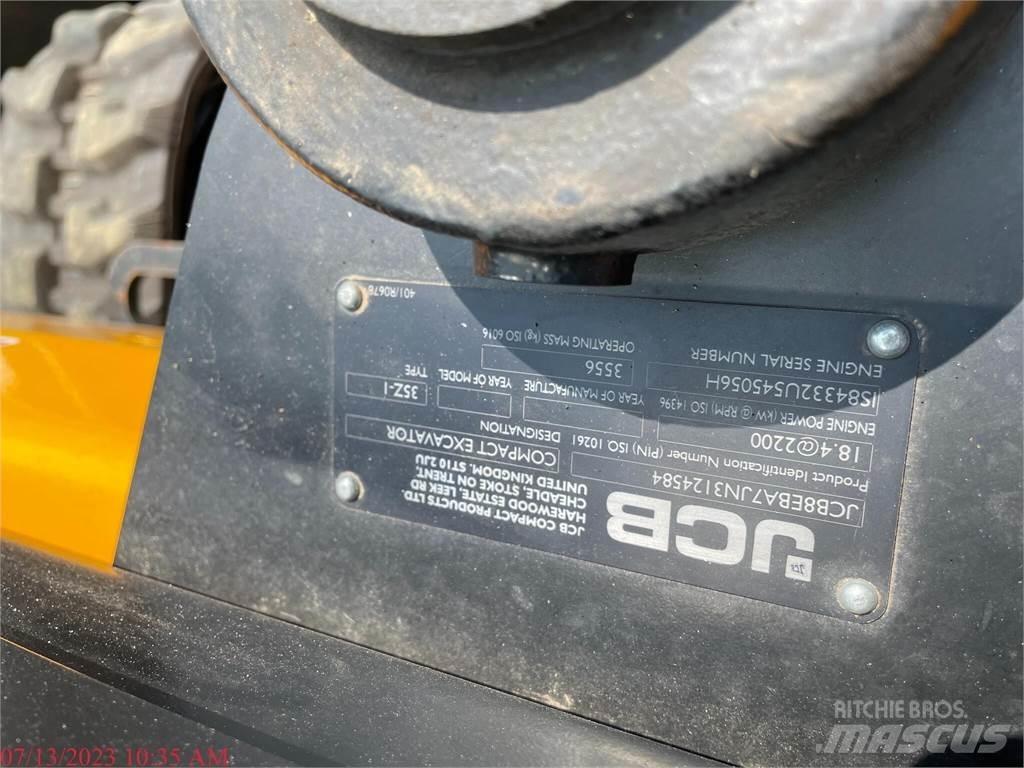 JCB
JCB COMPACT PRODUCTS LTD.
HAREWOOD ESTATE, LEEK RD
CHEADLE, STOKE ON TRENT,
UNITED KINGDOM. ST10 2JU
JCB8EBA7JN3124584
Product Identification Number (PIN) ISO. 10261
COMPACT EXCAVATOR
DESIGNATION
18.4@2200
ENGINE POWER (kW @ RPM) ISO 14396
YEAR OF MANUFACTURE
YEAR OF MODEL
35Z-1
TYPE
IS84332U545056H
ENGINE SERIAL NUMBER
3556
OPERATING MASS (kg) ISO 6016
401/R0678
RITCHIE BROS.
MASCUS
07/13/2023 10:35 AM